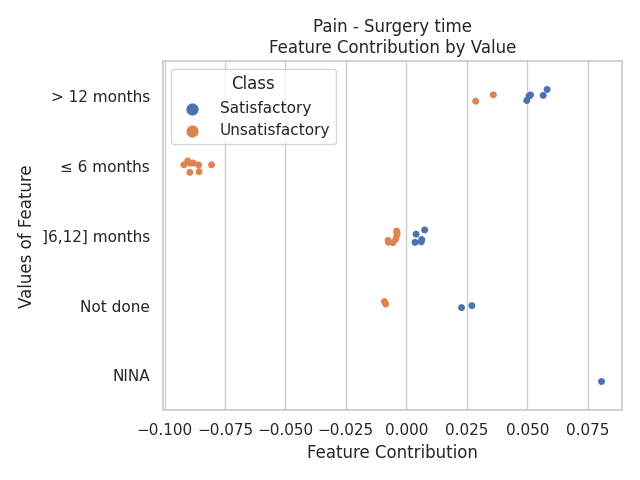 Pain - Surgery time
Feature Contribution by Value
Class
Satisfactory
Unsatisfactory
Values of Feature
> 12 months
≤ 6 months
]6,12] months
Not done
NINA
−0.100 −0.075 −0.050 −0.025 0.000 0.025 0.050 0.075
Feature Contribution